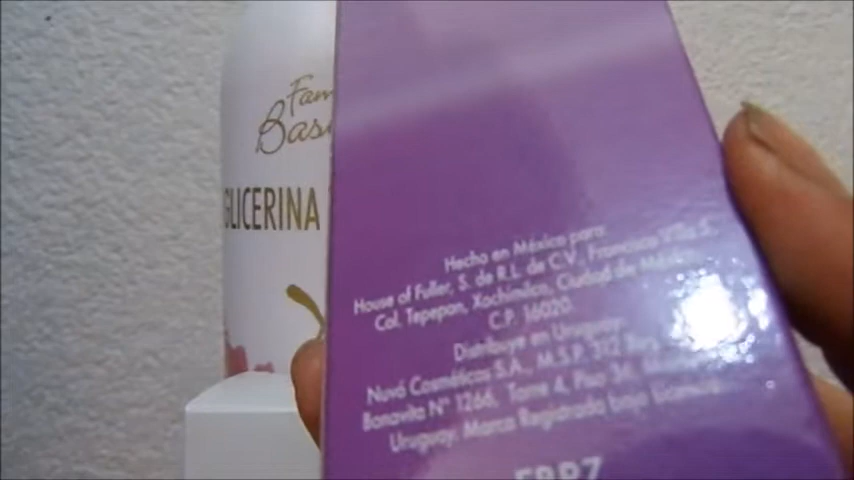 Fam
Basi
GLICERINA
Hecho en México para:
House of Fuller, S. de R.L. de C.V., Francisco Villa 5,
Col. Tepepan, Xochimilco, Ciudad de México,
C.P. 16020
Distribuye en Uruguay:
Nuvó Cosméticos S.A., M.S.P. 312
Bonavita N° 1266, Torre 4, Piso 34,
Uruguay. Marca Registrada bajo Licencia